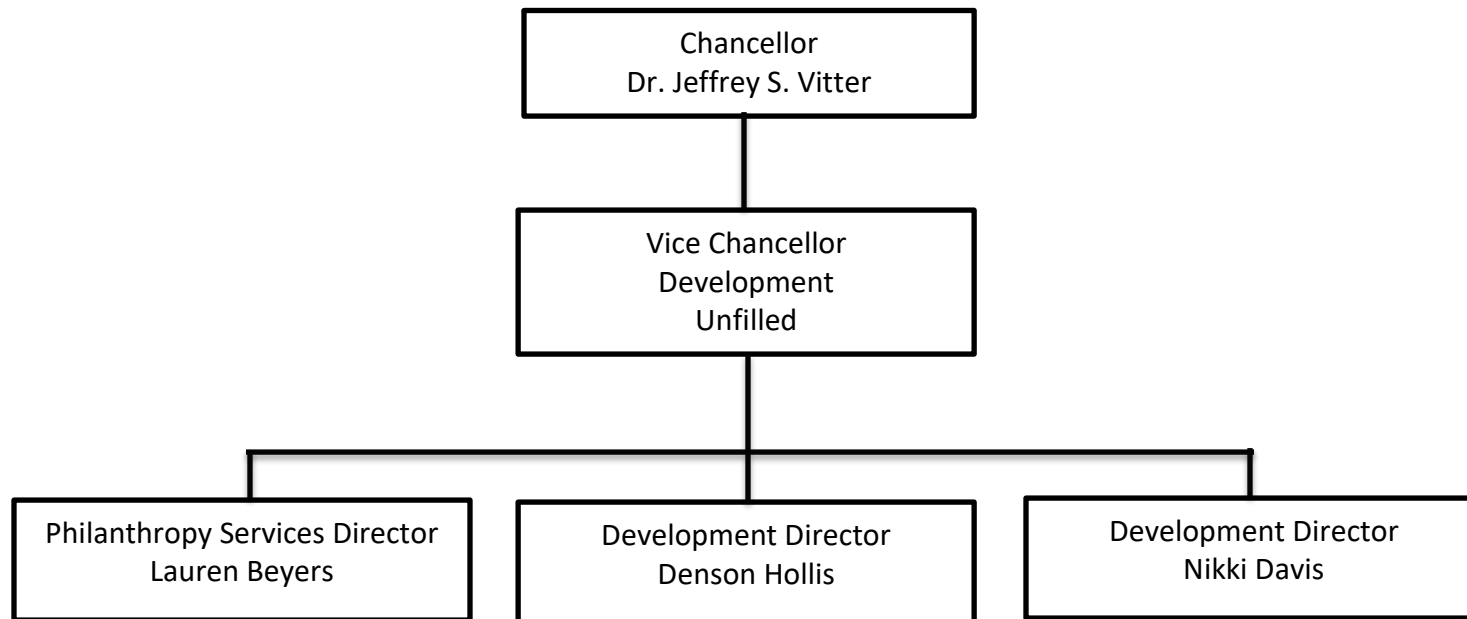 Chancellor
Dr. Jeffrey S. Vitter
Vice Chancellor
Development
Unfilled
Philanthropy Services Director
Lauren Beyers
Development Director
Denson Hollis
Development Director
Nikki Davis